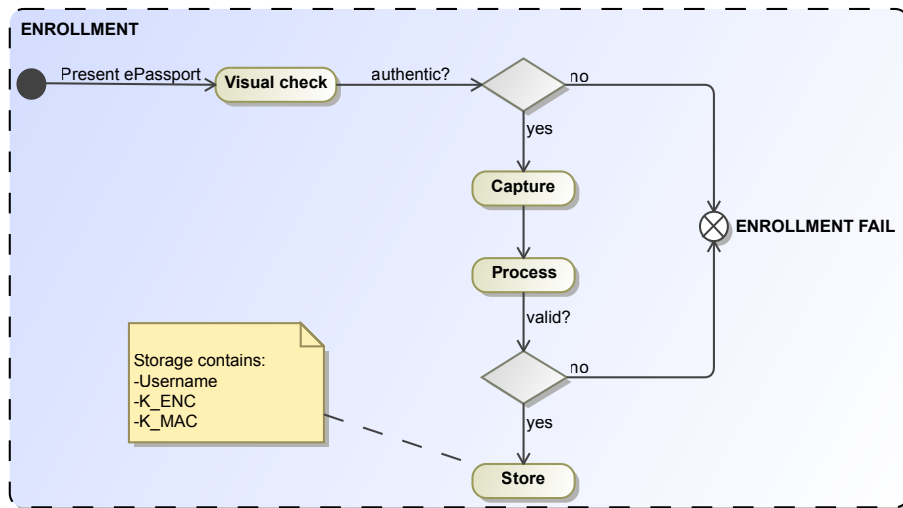 ENROLLMENT
Present ePassport
Visual check
authentic?
no
yes
Capture
ENROLLMENT FAIL
Process
valid?
Storage contains:
-Username
-K_ENC
-K_MAC
no
yes
Store